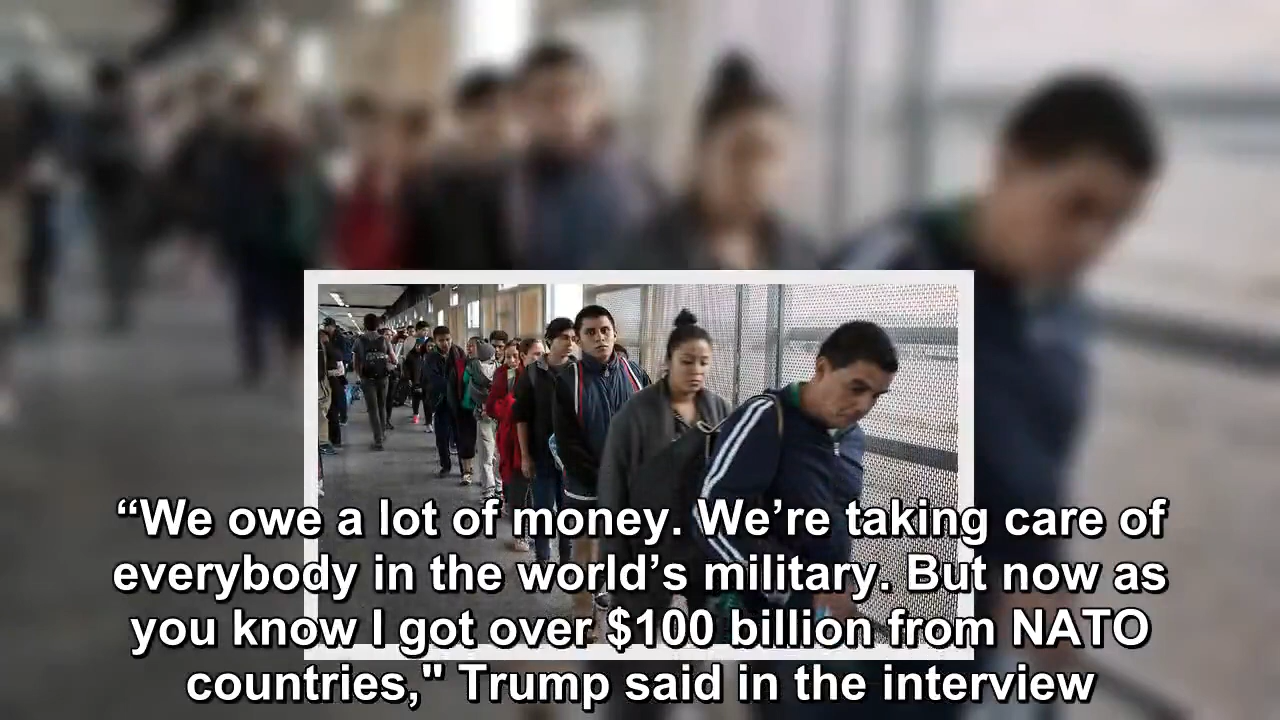 “We owe a lot of money. We’re taking care of
everybody in the world’s military. But now as
you know I got over $100 billion from NATO
countries," Trump said in the interview